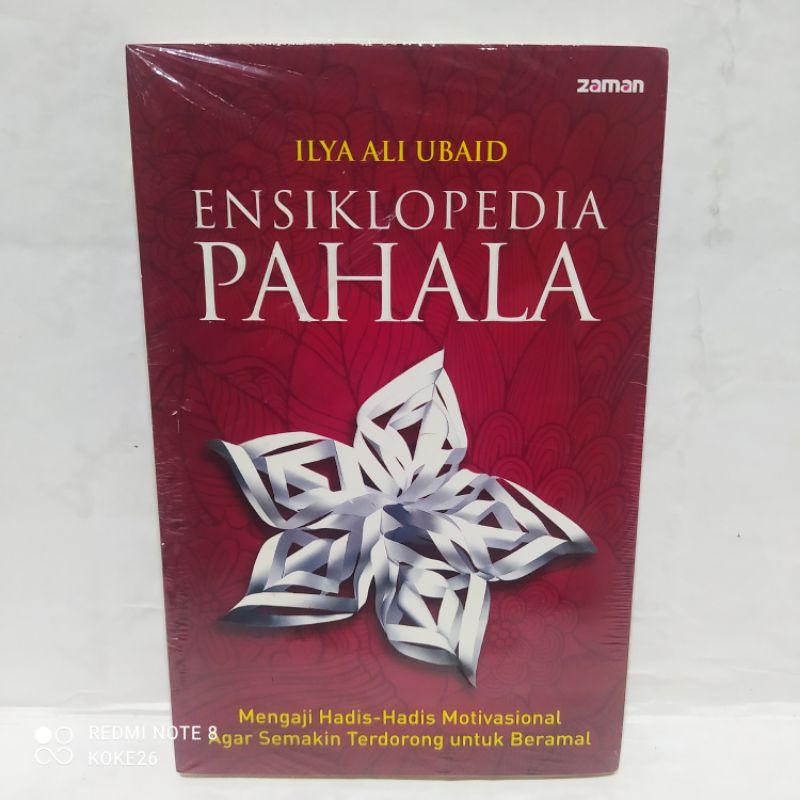 zaman
ILYA ALI UBAID
ENSIKLOPEDIA
PAHALA
Mengaji Hadis-Hadis Motivasional
Agar Semakin Terdorong untuk Beramal
REDMI NOTE 8
KOKE26